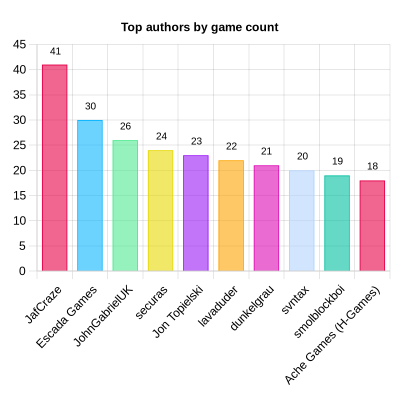 Top authors by game count
45
40
35
30
25
20
15
10
5
0
41
30
26
24
23
22
21
20
19
18
JafCraze
Escada Games
JohnGabrielUK
securas
Jon Topielski
lavaduder
dunkelgrau
svntax
smolblockboi
Ache Games (H-Games)